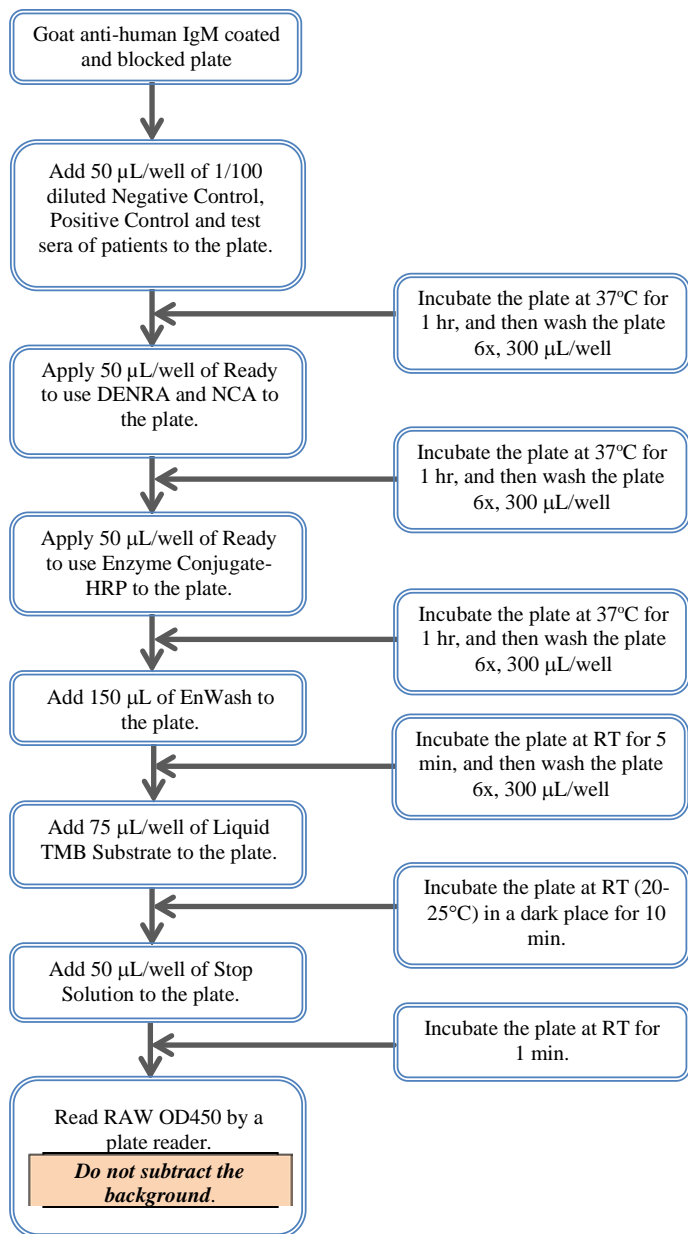 Goat anti-human IgM coated
and blocked plate
Add 50 µL/well of 1/100
diluted Negative Control,
Positive Control and test
sera of patients to the plate.
Incubate the plate at 37ºC for
1 hr, and then wash the plate
6x, 300 µL/well
Apply 50 µL/well of Ready
to use DENRA and NCA to
the plate.
Incubate the plate at 37ºC for
1 hr, and then wash the plate
6x, 300 µL/well
Apply 50 µL/well of Ready
to use Enzyme Conjugate-
HRP to the plate.
Incubate the plate at 37ºC for
1 hr, and then wash the plate
6x, 300 µL/well
Add 150 µL of EnWash to
the plate.
Incubate the plate at RT for 5
min, and then wash the plate
6x, 300 µL/well
Add 75 µL/well of Liquid
TMB Substrate to the plate.
Incubate the plate at RT (20-
25°C) in a dark place for 10
min.
Add 50 µL/well of Stop
Solution to the plate.
Incubate the plate at RT for
1 min.
Read RAW OD450 by a
plate reader.
Do not subtract the
background.